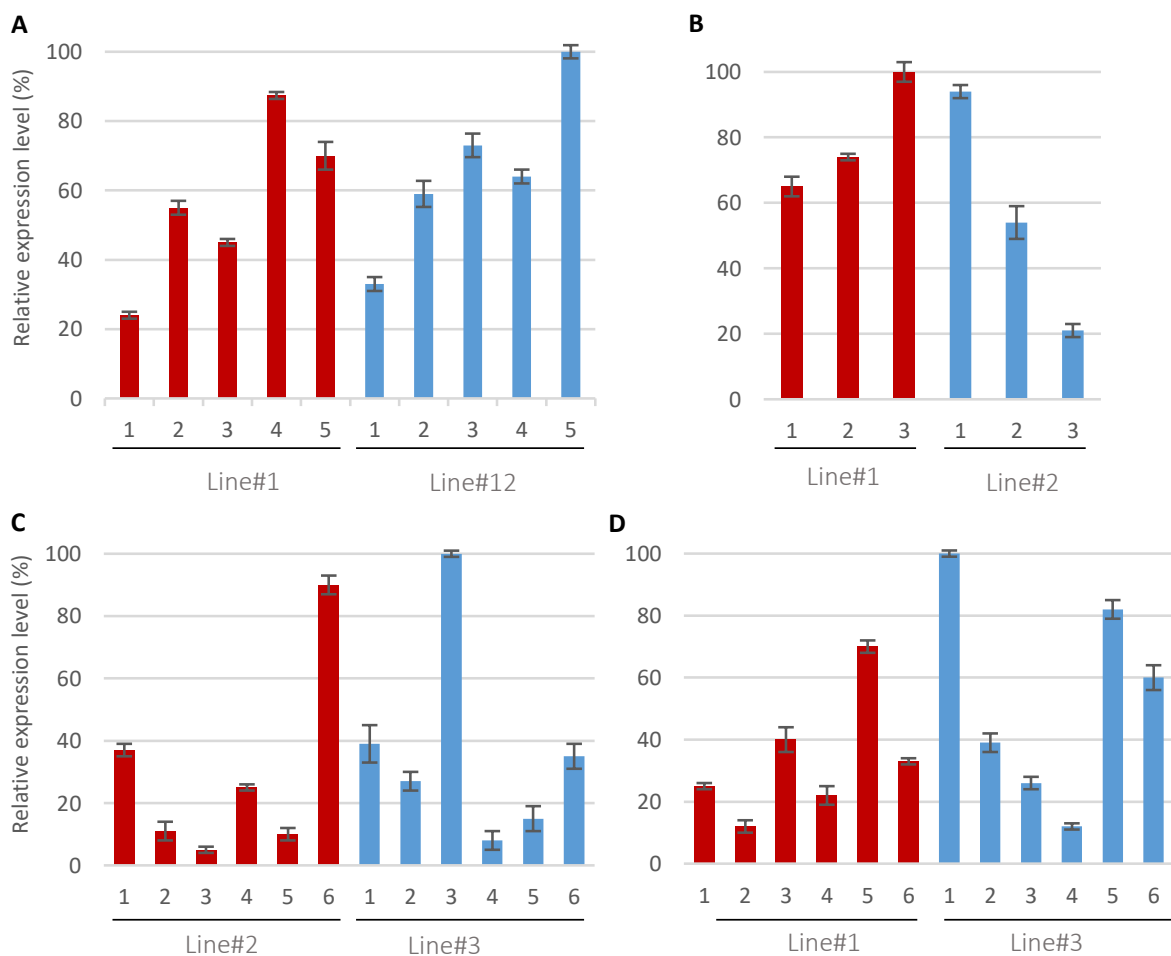 A
Relative expression level (%)
100
80
60
40
20
0
1 2 3 4 5 1 2 3 4 5
Line#1 Line#12
B
100
80
60
40
20
0
1 2 3 1 2 3
Line#1 Line#2
C
Relative expression level (%)
100
80
60
40
20
0
1 2 3 4 5 6 1 2 3 4 5 6
Line#2 Line#3
D
100
80
60
40
20
0
1 2 3 4 5 6 1 2 3 4 5 6
Line#1 Line#3